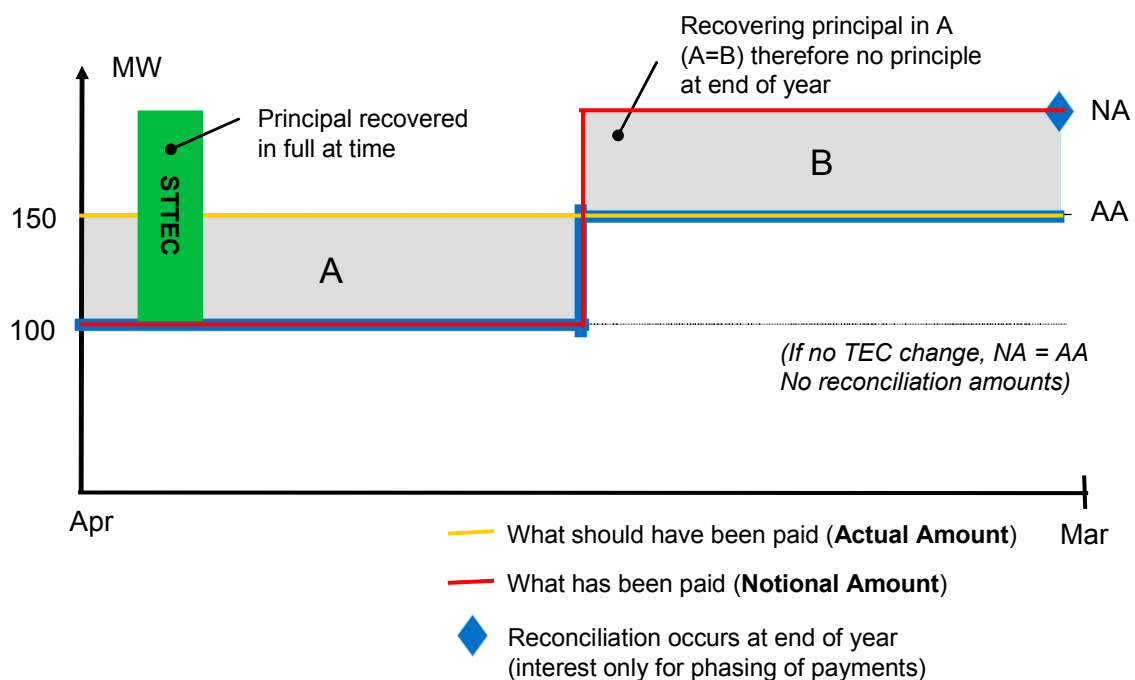 Recovering principal in A
(A=B) therefore no principle
at end of year
MW
Principal recovered
in full at time
STTEC
NA
B
150
AA
A
100
(If no TEC change, NA = AA
No reconciliation amounts)
Apr
Mar
What should have been paid (Actual Amount)
What has been paid (Notional Amount)
Reconciliation occurs at end of year
(interest only for phasing of payments)